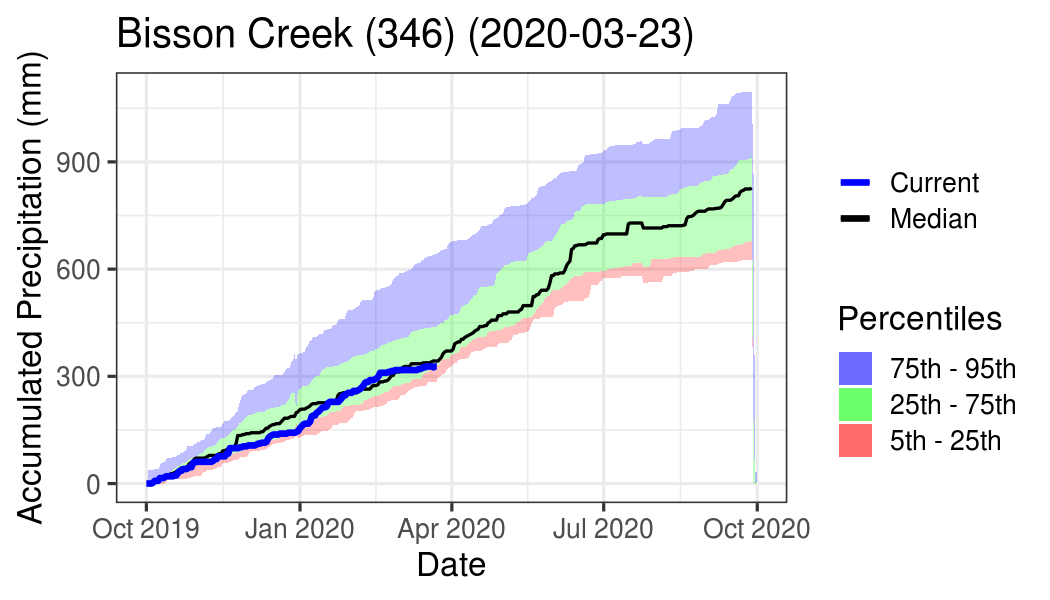 Bisson Creek (346) (2020-03-23)
Accumulated Precipitation (mm)
900
600
300
0
Oct 2019
Jan 2020
Apr 2020
Jul 2020
Oct 2020
Date
Current
Median
Percentiles
75th - 95th
25th - 75th
5th - 25th